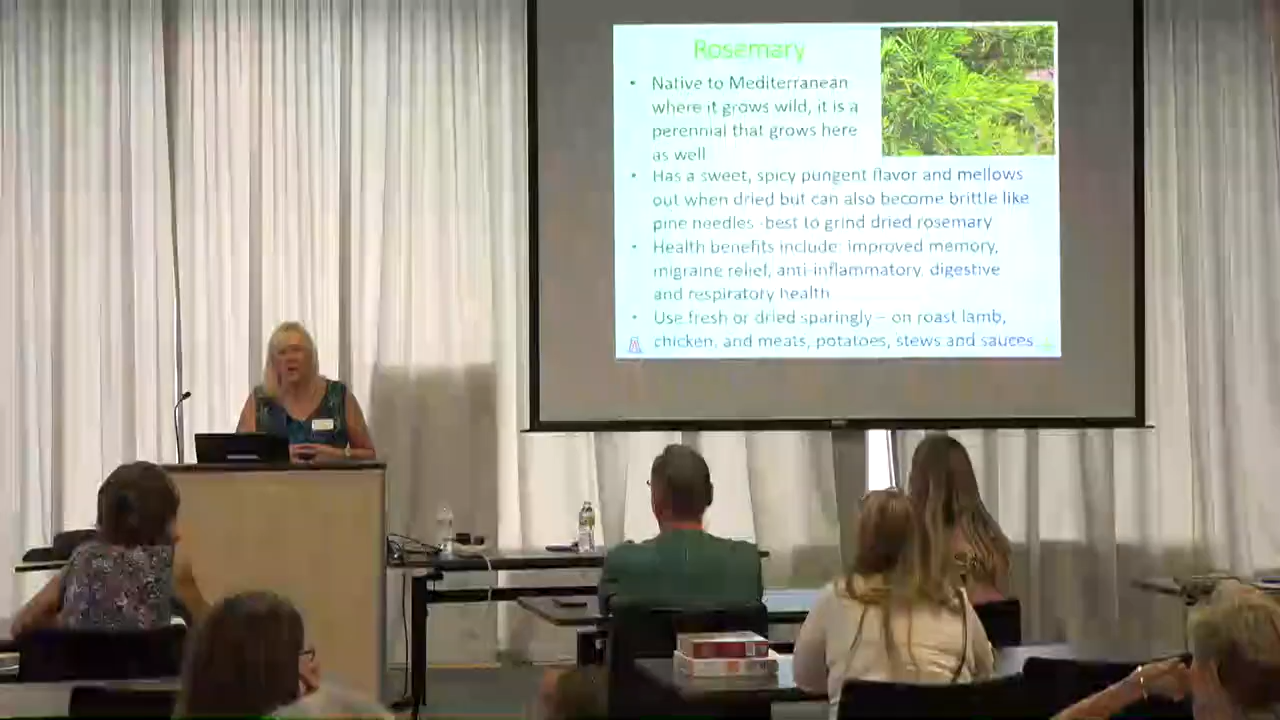 Rosemary
• Native to Mediterranean
where it grows wild, it is a
perennial that grows here
as well
• Has a sweet, spicy pungent flavor and mellows
out when dried but can also become brittle like
pine needles -best to grind dried rosemary
• Health benefits include: improved memory,
migraine relief, anti-inflammatory, digestive
and respiratory health
• Use fresh or dried sparingly – on roast lamb,
chicken, and meats, potatoes, stews and sauces